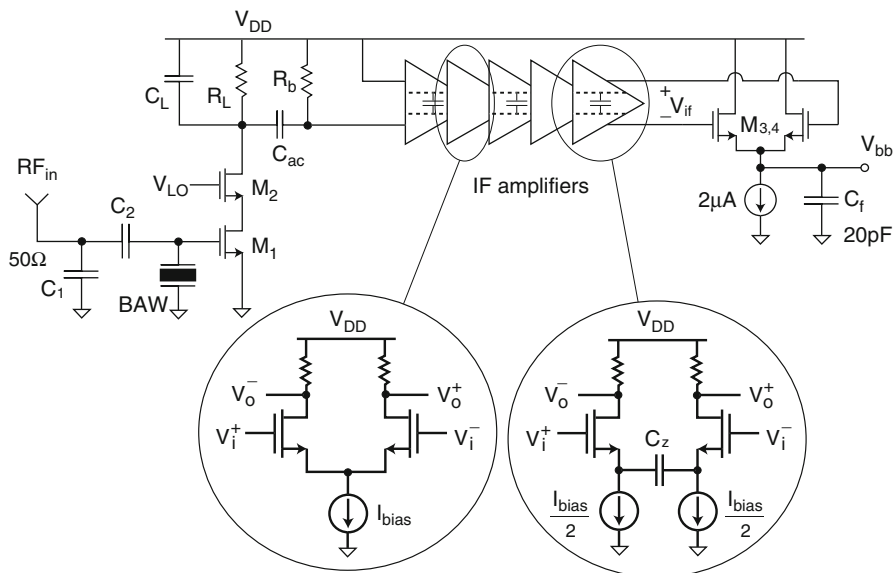 V_DD
C_L
R_L
R_b
C_ac
RF_in
V_LO
M_2
C_2
M_1
50Ω
C_1
BAW
IF amplifiers
+
−
V_if
M_3,4
V_bb
2μA
C_f
20pF
V_DD
V_o^−
V_o^+
V_i^+
V_i^−
I_bias
V_DD
V_o^−
V_o^+
V_i^+
C_z
V_i^−
I_bias
2
I_bias
2